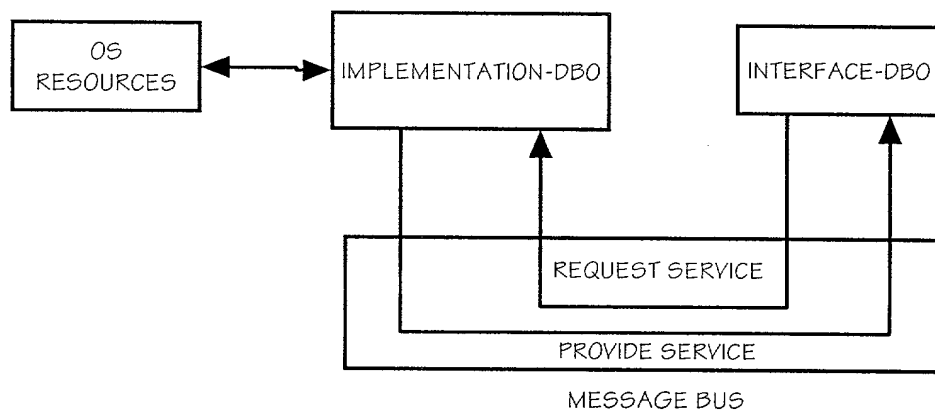 OS
RESOURCES
IMPLEMENTATION-DBO
INTERFACE-DBO
REQUEST SERVICE
PROVIDE SERVICE
MESSAGE BUS